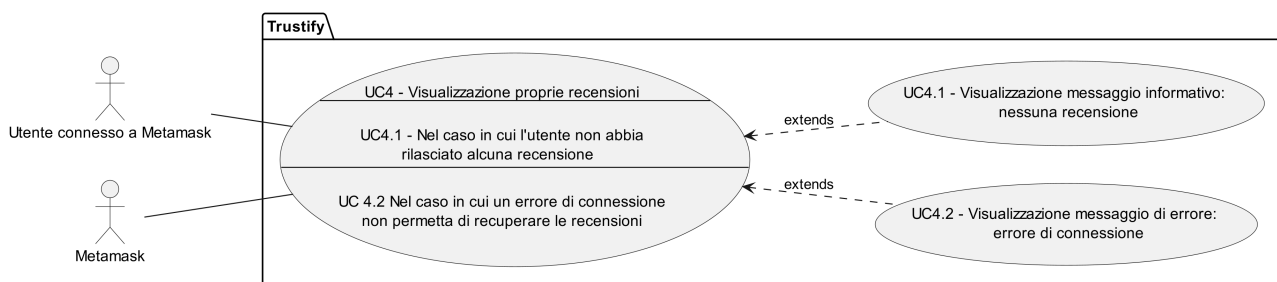 Trustify
Utente connesso a Metamask
Metamask
UC4 - Visualizzazione proprie recensioni
UC4.1 - Nel caso in cui l'utente non abbia
rilasciato alcuna recensione
UC 4.2 Nel caso in cui un errore di connessione
non permetta di recuperare le recensioni
extends
extends
UC4.1 - Visualizzazione messaggio informativo:
nessuna recensione
UC4.2 - Visualizzazione messaggio di errore:
errore di connessione